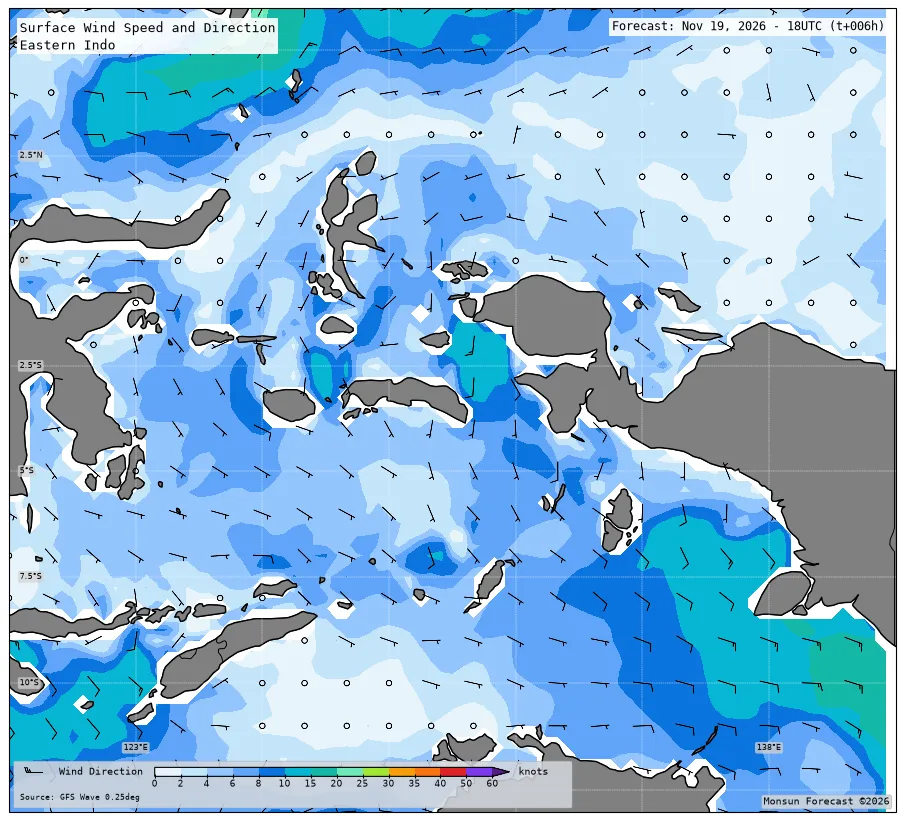 Surface Wind Speed and Direction
Eastern Indo
Forecast: Nov 19, 2026 - 18UTC (t+006h)
2.5°N
0°
2.5°S
5°S
7.5°S
10°S
123°E
138°E
Wind Direction
knots
0 2 4 6 8 10 15 20 25 30 35 40 50 60
Source: GFS Wave 0.25deg
Monsun Forecast ©2026